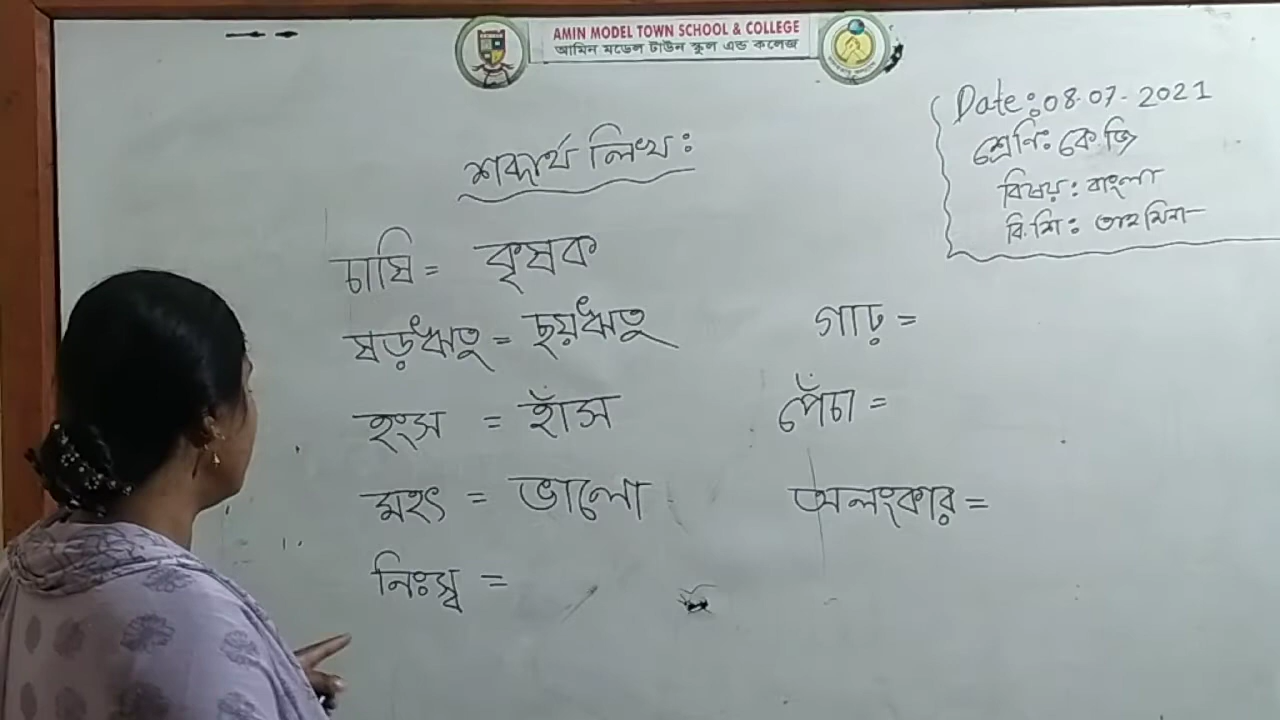 AMIN MODEL TOWN SCHOOL & COLLEGE
আমিন মডেল টাউন স্কুল এন্ড কলেজ
Date: 08.07.2021
শ্রেনি: কে.জি
বিষয়: বাংলা
বি.শি: তাহমিনা
শব্দার্থ লিখ:
চাষি = কৃষক
ষড়ঋতু = ছয়ঋতু
হংস = হাঁস
মহৎ = ভালো
নিঃস্ব =
গাঢ় =
পেঁচা =
অলংকার =